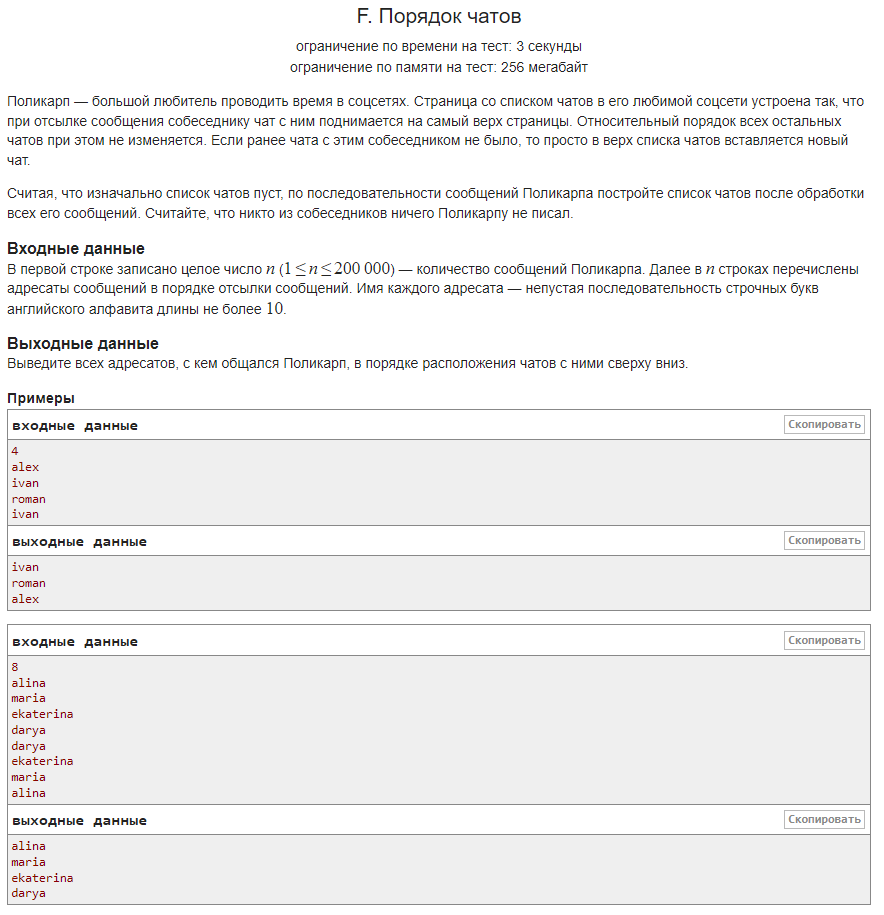 F. Порядок чатов
ограничение по времени на тест: 3 секунды
ограничение по памяти на тест: 256 мегабайт
Поликарп — большой любитель проводить время в соцсетях. Страница со списком чатов в его любимой соцсети устроена так, что
при отсылке сообщения собеседнику чат с ним поднимается на самый верх страницы. Относительный порядок всех остальных
чатов при этом не изменяется. Если ранее чата с этим собеседником не было, то просто в верх списка чатов вставляется новый
чат.
Считая, что изначально список чатов пуст, по последовательности сообщений Поликарпа постройте список чатов после обработки
всех его сообщений. Считайте, что никто из собеседников ничего Поликарпу не писал.
Входные данные
В первой строке записано целое число n (1 ≤ n ≤ 200 000) — количество сообщений Поликарпа. Далее в n строках перечислены
адресаты сообщений в порядке отсылки сообщений. Имя каждого адресата — непустая последовательность строчных букв
английского алфавита длины не более 10.
Выходные данные
Выведите всех адресатов, с кем общался Поликарп, в порядке расположения чатов с ними сверху вниз.
Примеры
входные данные Скопировать
4
alex
ivan
roman
ivan
выходные данные Скопировать
ivan
roman
alex
входные данные Скопировать
8
alina
maria
ekaterina
darya
darya
ekaterina
maria
alina
выходные данные Скопировать
alina
maria
ekaterina
darya